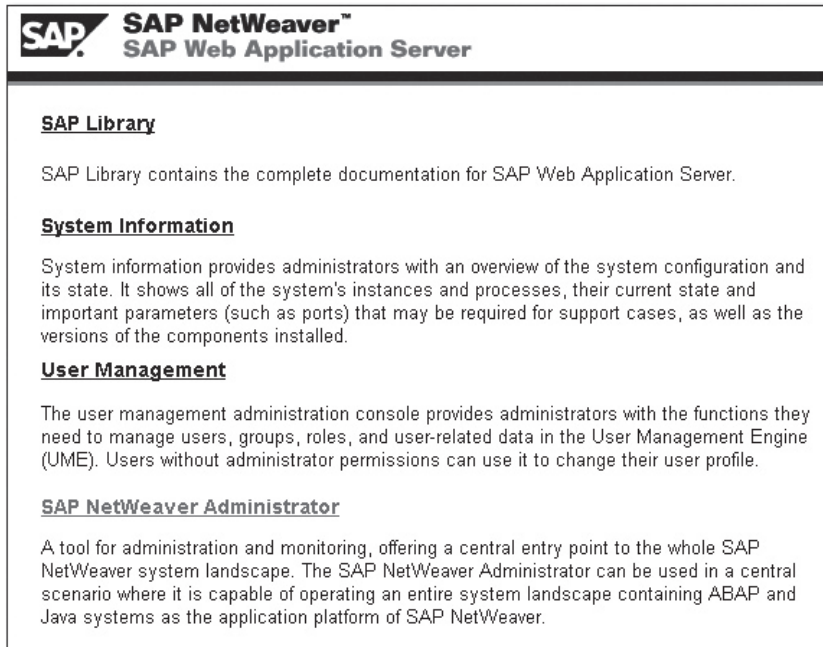 SAP
SAP NetWeaver™
SAP Web Application Server
SAP Library
SAP Library contains the complete documentation for SAP Web Application Server.
System Information
System information provides administrators with an overview of the system configuration and
its state. It shows all of the system's instances and processes, their current state and
important parameters (such as ports) that may be required for support cases, as well as the
versions of the components installed.
User Management
The user management administration console provides administrators with the functions they
need to manage users, groups, roles, and user-related data in the User Management Engine
(UME). Users without administrator permissions can use it to change their user profile.
SAP NetWeaver Administrator
A tool for administration and monitoring, offering a central entry point to the whole SAP
NetWeaver system landscape. The SAP NetWeaver Administrator can be used in a central
scenario where it is capable of operating an entire system landscape containing ABAP and
Java systems as the application platform of SAP NetWeaver.